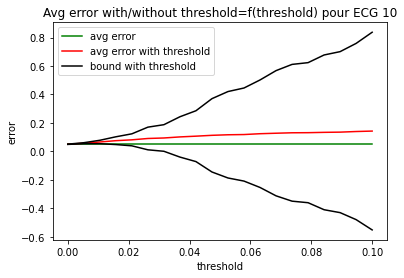 Avg error with/without threshold=f(threshold) pour ECG 10
avg error
avg error with threshold
bound with threshold
error
0.8
0.6
0.4
0.2
0.0
−0.2
−0.4
−0.6
0.00 0.02 0.04 0.06 0.08 0.10
threshold